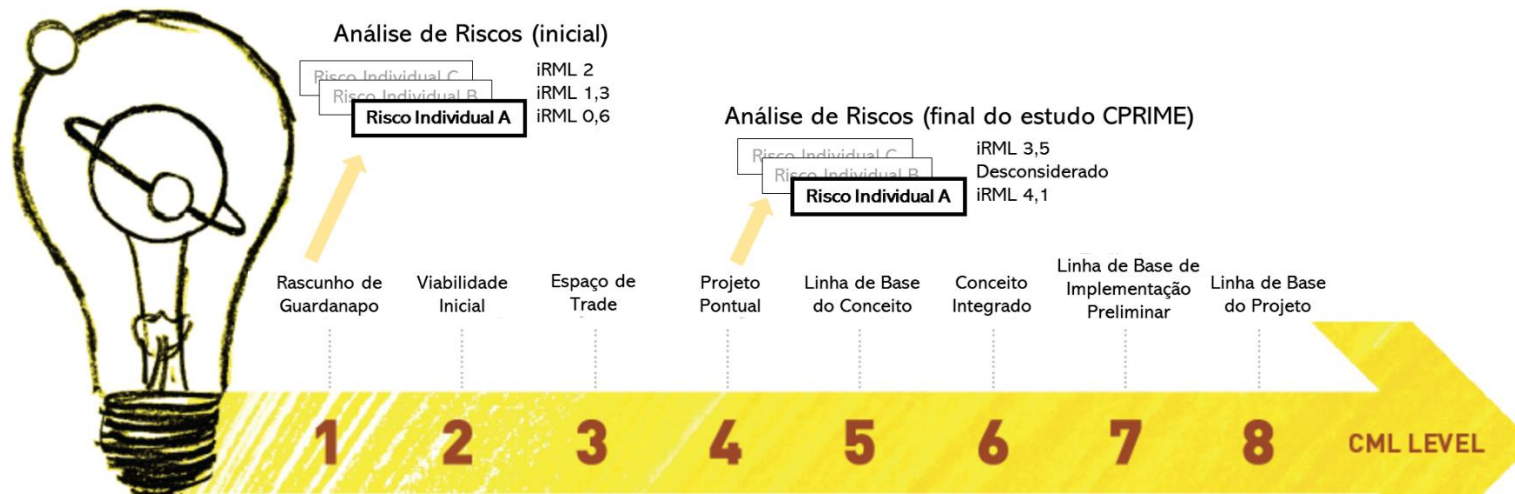 Análise de Riscos (inicial)
Risco Individual C
Risco Individual B
Risco Individual A
iRML 2
iRML 1,3
iRML 0,6
Análise de Riscos (final do estudo CPRIME)
Risco Individual C
Risco Individual B
Risco Individual A
iRML 3,5
Desconsiderado
iRML 4,1
Rascunho de
Guardanapo
Viabilidade
Inicial
Espaço de
Trade
Projeto
Pontual
Linha de Base
do Conceito
Conceito
Integrado
Linha de Base de
Implementação
Preliminar
Linha de Base
do Projeto
1 2 3 4 5 6 7 8 CML LEVEL